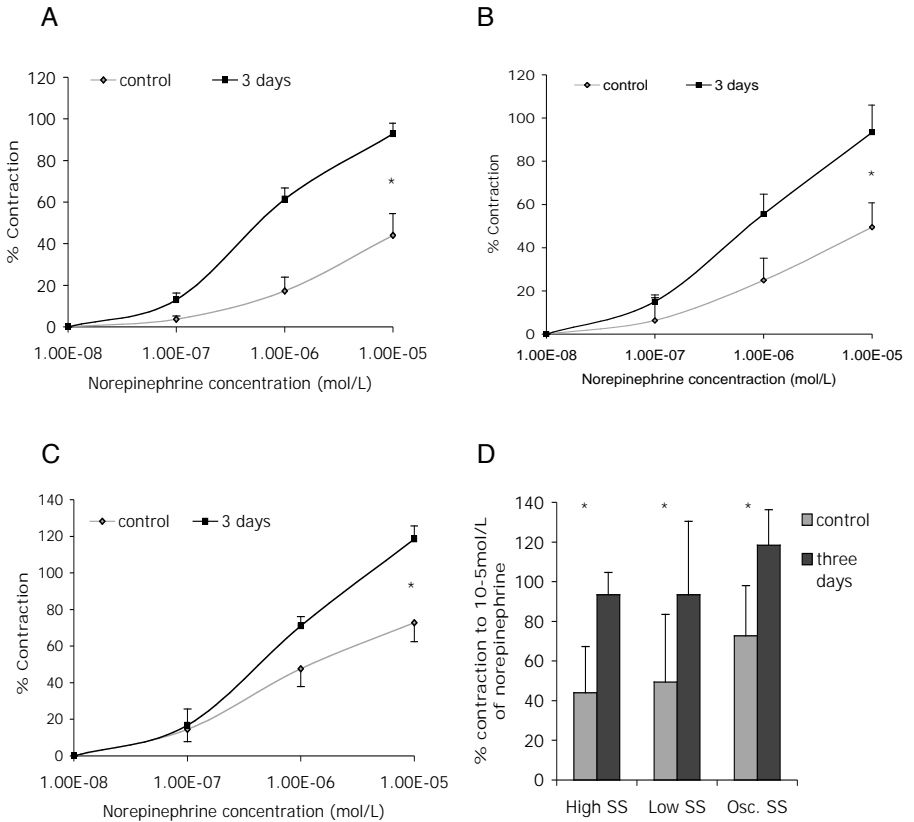 A
control
3 days
120
100
80
60
40
20
0
% Contraction
*
1.00E-08 1.00E-07 1.00E-06 1.00E-05
Norepinephrine concentration (mol/L)
B
control
3 days
120
100
80
60
40
20
0
% Contraction
*
1.00E-08 1.00E-07 1.00E-06 1.00E-05
Norepinephrine concentraction (mol/L)
C
control
3 days
140
120
100
80
60
40
20
0
% Contraction
*
1.00E-08 1.00E-07 1.00E-06 1.00E-05
Norepinephrine concentration (mol/L)
D
140
120
100
80
60
40
20
0
% contraction to 10-5mol/L
of norepinephrine
* * *
control
three
days
High SS Low SS Osc. SS